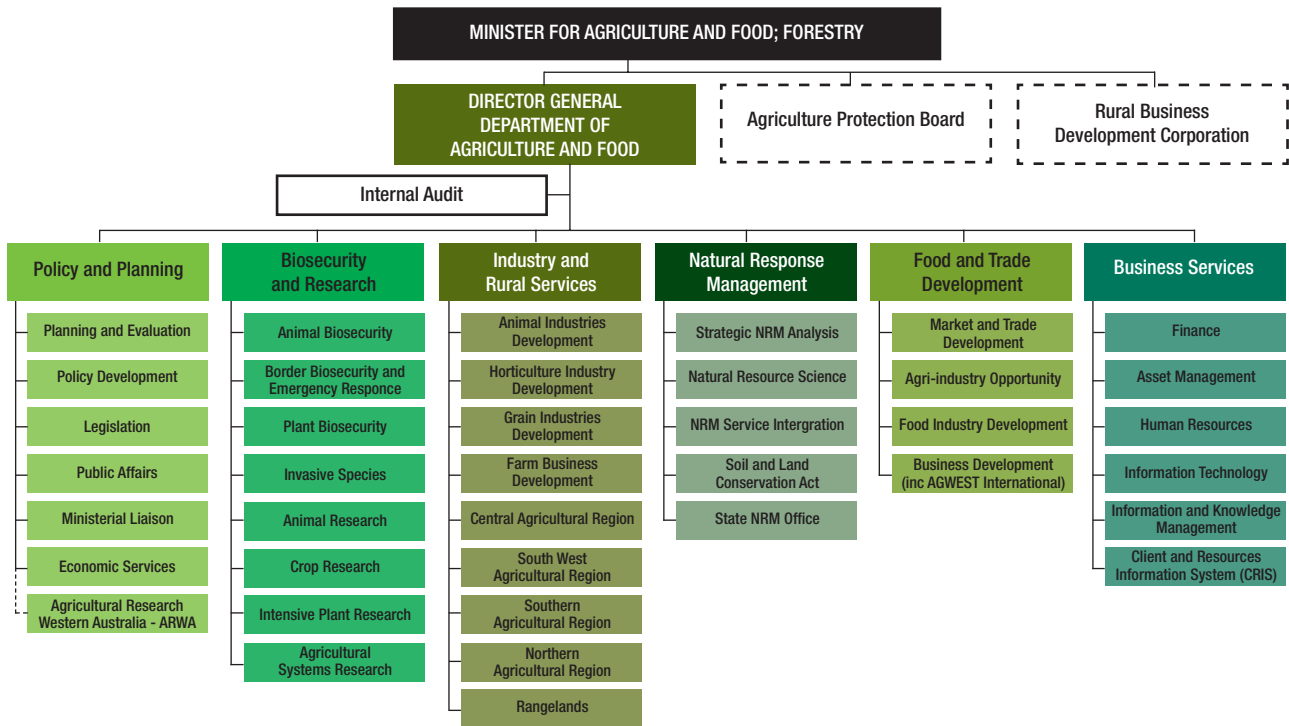 MINISTER FOR AGRICULTURE AND FOOD; FORESTRY
DIRECTOR GENERAL
DEPARTMENT OF
AGRICULTURE AND FOOD
Agriculture Protection Board
Rural Business
Development Corporation
Internal Audit
Policy and Planning
Planning and Evaluation
Policy Development
Legislation
Public Affairs
Ministerial Liaison
Economic Services
Agricultural Research
Western Australia - ARWA
Biosecurity
and Research
Animal Biosecurity
Border Biosecurity and
Emergency Responce
Plant Biosecurity
Invasive Species
Animal Research
Crop Research
Intensive Plant Research
Agricultural
Systems Research
Industry and
Rural Services
Animal Industries
Development
Horticulture Industry
Development
Grain Industries
Development
Farm Business
Development
Central Agricultural Region
South West
Agricultural Region
Southern
Agricultural Region
Northern
Agricultural Region
Rangelands
Natural Response
Management
Strategic NRM Analysis
Natural Resource Science
NRM Service Intergration
Soil and Land
Conservation Act
State NRM Office
Food and Trade
Development
Market and Trade
Development
Agri-industry Opportunity
Food Industry Development
Business Development
(inc AGWEST International)
Business Services
Finance
Asset Management
Human Resources
Information Technology
Information and Knowledge
Management
Client and Resources
Information System (CRIS)